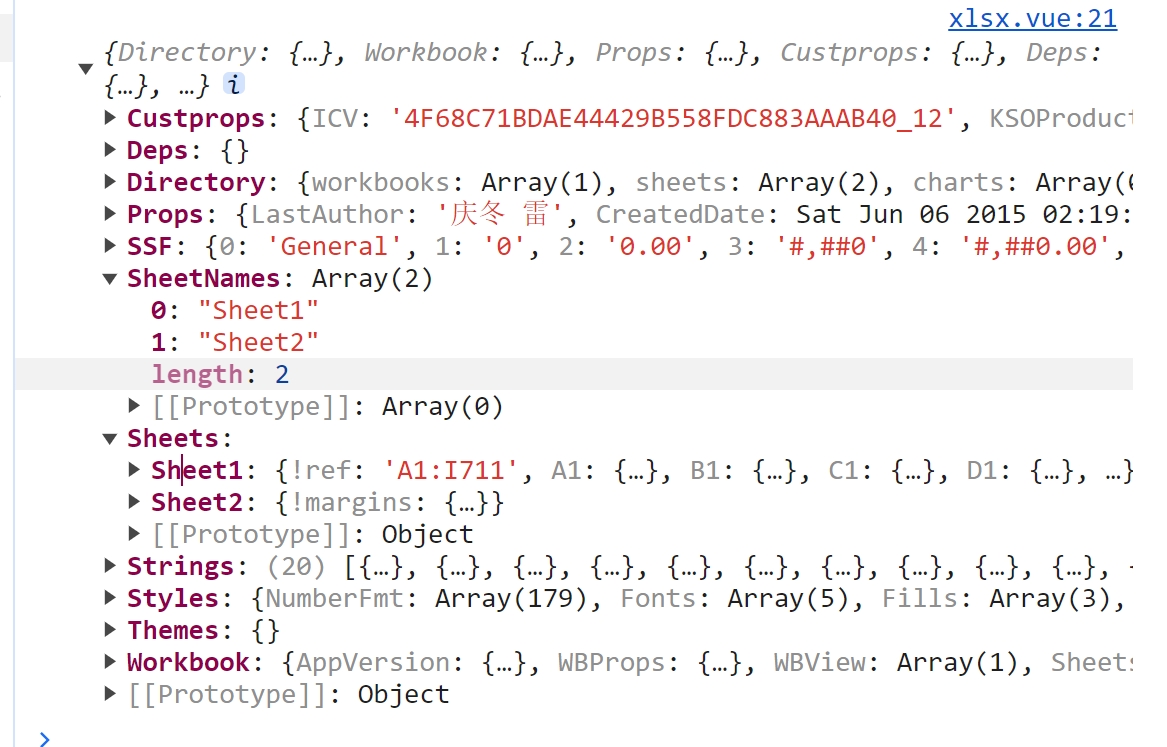 xlsx.vue:21
▼ {Directory: {…}, Workbook: {…}, Props: {…}, Custprops: {…}, Deps:
{…}, …} i
▶ Custprops: {ICV: '4F68C71BDAE44429B558FDC883AAAB40_12', KSOProduct
▶ Deps: {}
▶ Directory: {workbooks: Array(1), sheets: Array(2), charts: Array(
▶ Props: {LastAuthor: '庆冬 雷', CreatedDate: Sat Jun 06 2015 02:19:
▶ SSF: {0: 'General', 1: '0', 2: '0.00', 3: '#,##0', 4: '#,##0.00',
▼ SheetNames: Array(2)
0: "Sheet1"
1: "Sheet2"
length: 2
▶ [[Prototype]]: Array(0)
▼ Sheets:
▶ Sheet1: {!ref: 'A1:I711', A1: {…}, B1: {…}, C1: {…}, D1: {…}, …}
▶ Sheet2: {!margins: {…}}
▶ [[Prototype]]: Object
▶ Strings: (20) [{…}, {…}, {…}, {…}, {…}, {…}, {…}, {…}, {…}, {…},
▶ Styles: {NumberFmt: Array(179), Fonts: Array(5), Fills: Array(3),
▶ Themes: {}
▶ Workbook: {AppVersion: {…}, WBProps: {…}, WBView: Array(1), Sheets
▶ [[Prototype]]: Object
>